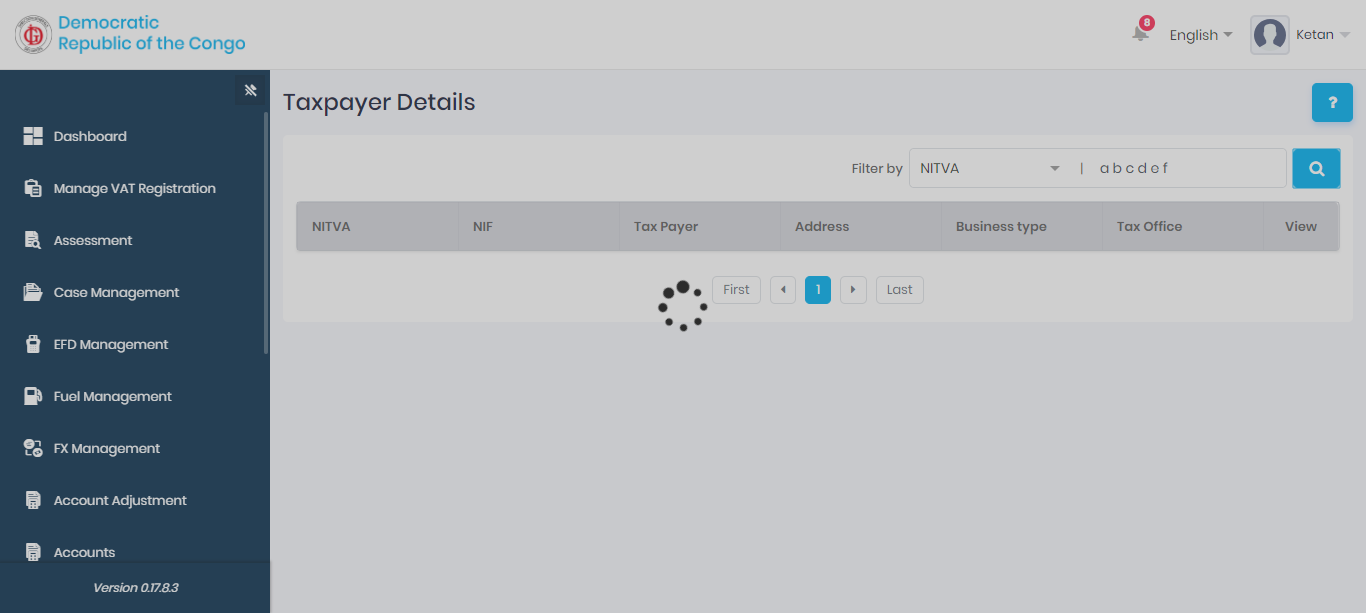 Democratic
Republic of the Congo
8
English
Ketan
Dashboard
Manage VAT Registration
Assessment
Case Management
EFD Management
Fuel Management
FX Management
Account Adjustment
Accounts
Version 0.17.8.3
Taxpayer Details
?
Filter by NITVA | a b c d e f
NITVA NIF Tax Payer Address Business type Tax Office View
First 1 Last